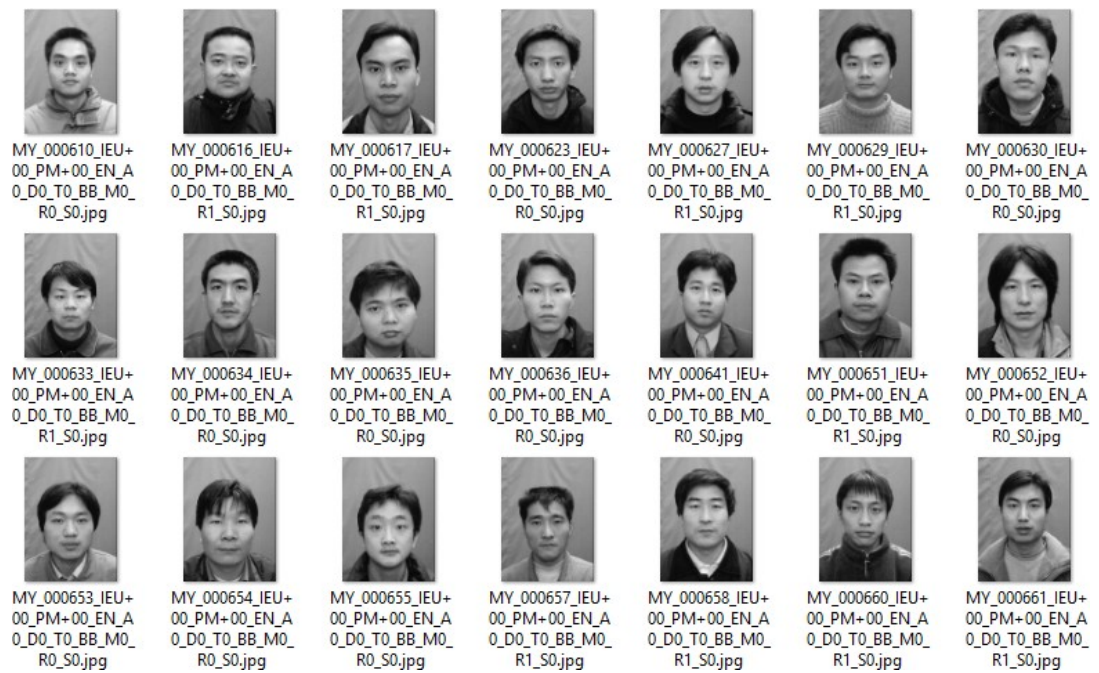 MY_000610_IEU+
00_PM+00_EN_A
0_D0_T0_BB_M0_
R0_S0.jpg
MY_000616_IEU+
00_PM+00_EN_A
0_D0_T0_BB_M0_
R1_S0.jpg
MY_000617_IEU+
00_PM+00_EN_A
0_D0_T0_BB_M0_
R1_S0.jpg
MY_000623_IEU+
00_PM+00_EN_A
0_D0_T0_BB_M0_
R0_S0.jpg
MY_000627_IEU+
00_PM+00_EN_A
0_D0_T0_BB_M0_
R1_S0.jpg
MY_000629_IEU+
00_PM+00_EN_A
0_D0_T0_BB_M0_
R1_S0.jpg
MY_000630_IEU+
00_PM+00_EN_A
0_D0_T0_BB_M0_
R0_S0.jpg
MY_000633_IEU+
00_PM+00_EN_A
0_D0_T0_BB_M0_
R1_S0.jpg
MY_000634_IEU+
00_PM+00_EN_A
0_D0_T0_BB_M0_
R0_S0.jpg
MY_000635_IEU+
00_PM+00_EN_A
0_D0_T0_BB_M0_
R0_S0.jpg
MY_000636_IEU+
00_PM+00_EN_A
0_D0_T0_BB_M0_
R0_S0.jpg
MY_000641_IEU+
00_PM+00_EN_A
0_D0_T0_BB_M0_
R0_S0.jpg
MY_000651_IEU+
00_PM+00_EN_A
0_D0_T0_BB_M0_
R1_S0.jpg
MY_000652_IEU+
00_PM+00_EN_A
0_D0_T0_BB_M0_
R0_S0.jpg
MY_000653_IEU+
00_PM+00_EN_A
0_D0_T0_BB_M0_
R0_S0.jpg
MY_000654_IEU+
00_PM+00_EN_A
0_D0_T0_BB_M0_
R0_S0.jpg
MY_000655_IEU+
00_PM+00_EN_A
0_D0_T0_BB_M0_
R0_S0.jpg
MY_000657_IEU+
00_PM+00_EN_A
0_D0_T0_BB_M0_
R1_S0.jpg
MY_000658_IEU+
00_PM+00_EN_A
0_D0_T0_BB_M0_
R1_S0.jpg
MY_000660_IEU+
00_PM+00_EN_A
0_D0_T0_BB_M0_
R1_S0.jpg
MY_000661_IEU+
00_PM+00_EN_A
0_D0_T0_BB_M0_
R1_S0.jpg